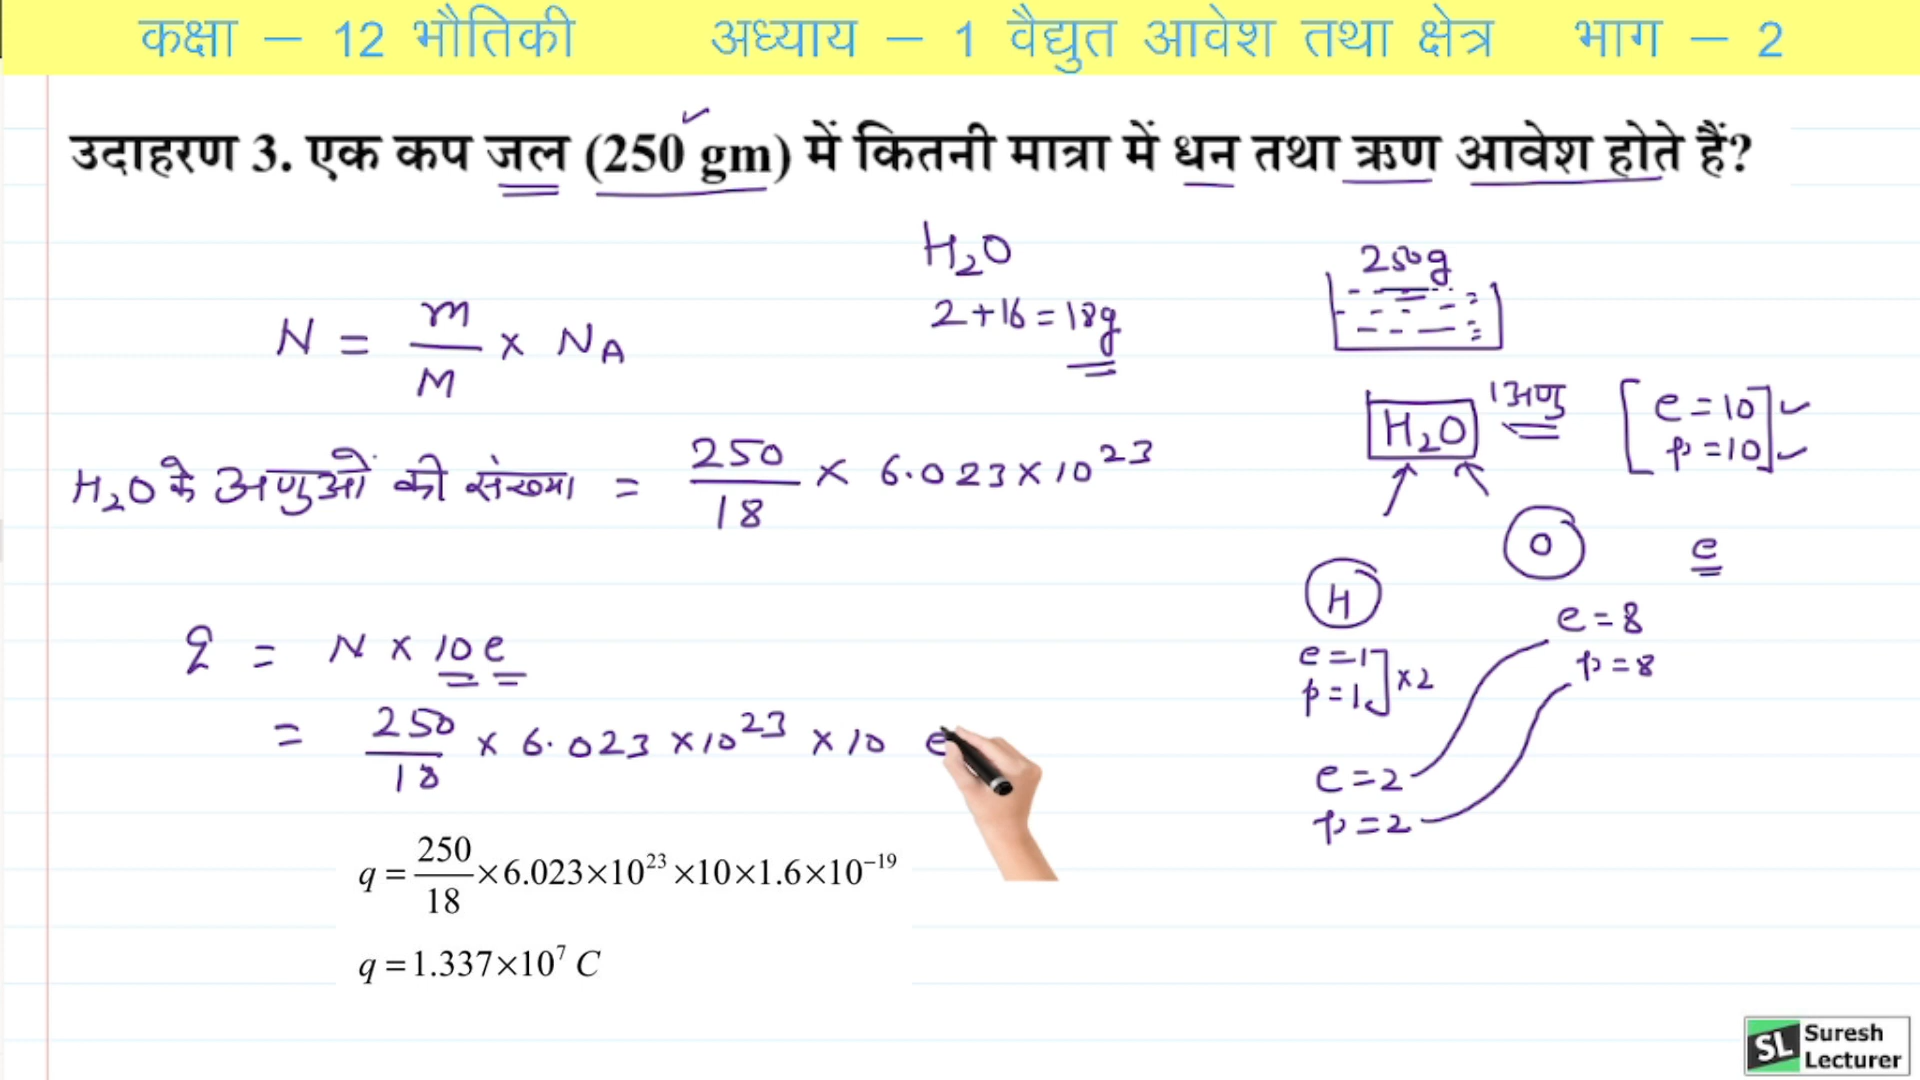 कक्षा – 12 भौतिकी अध्याय – 1 वैद्युत आवेश तथा क्षेत्र भाग – 2
उदाहरण 3. एक कप जल (250 gm) में कितनी मात्रा में धन तथा ऋण आवेश होते हैं?
H₂O
2+16 = 18g
250g
N = m/M × N_A
H₂O 1अणु
[e = 10]
[p = 10]
H₂O के अणुओं की संख्या = 250/18 × 6.023 × 10²³
O e
H
e = 8
p = 8
e = 1] × 2
p = 1]
q = N × 10 e
= 250/18 × 6.023 × 10²³ × 10 e
e = 2
p = 2
q = 250/18 ×6.023×10²³ ×10×1.6×10⁻¹⁹
q = 1.337×10⁷ C
SL Suresh
Lecturer